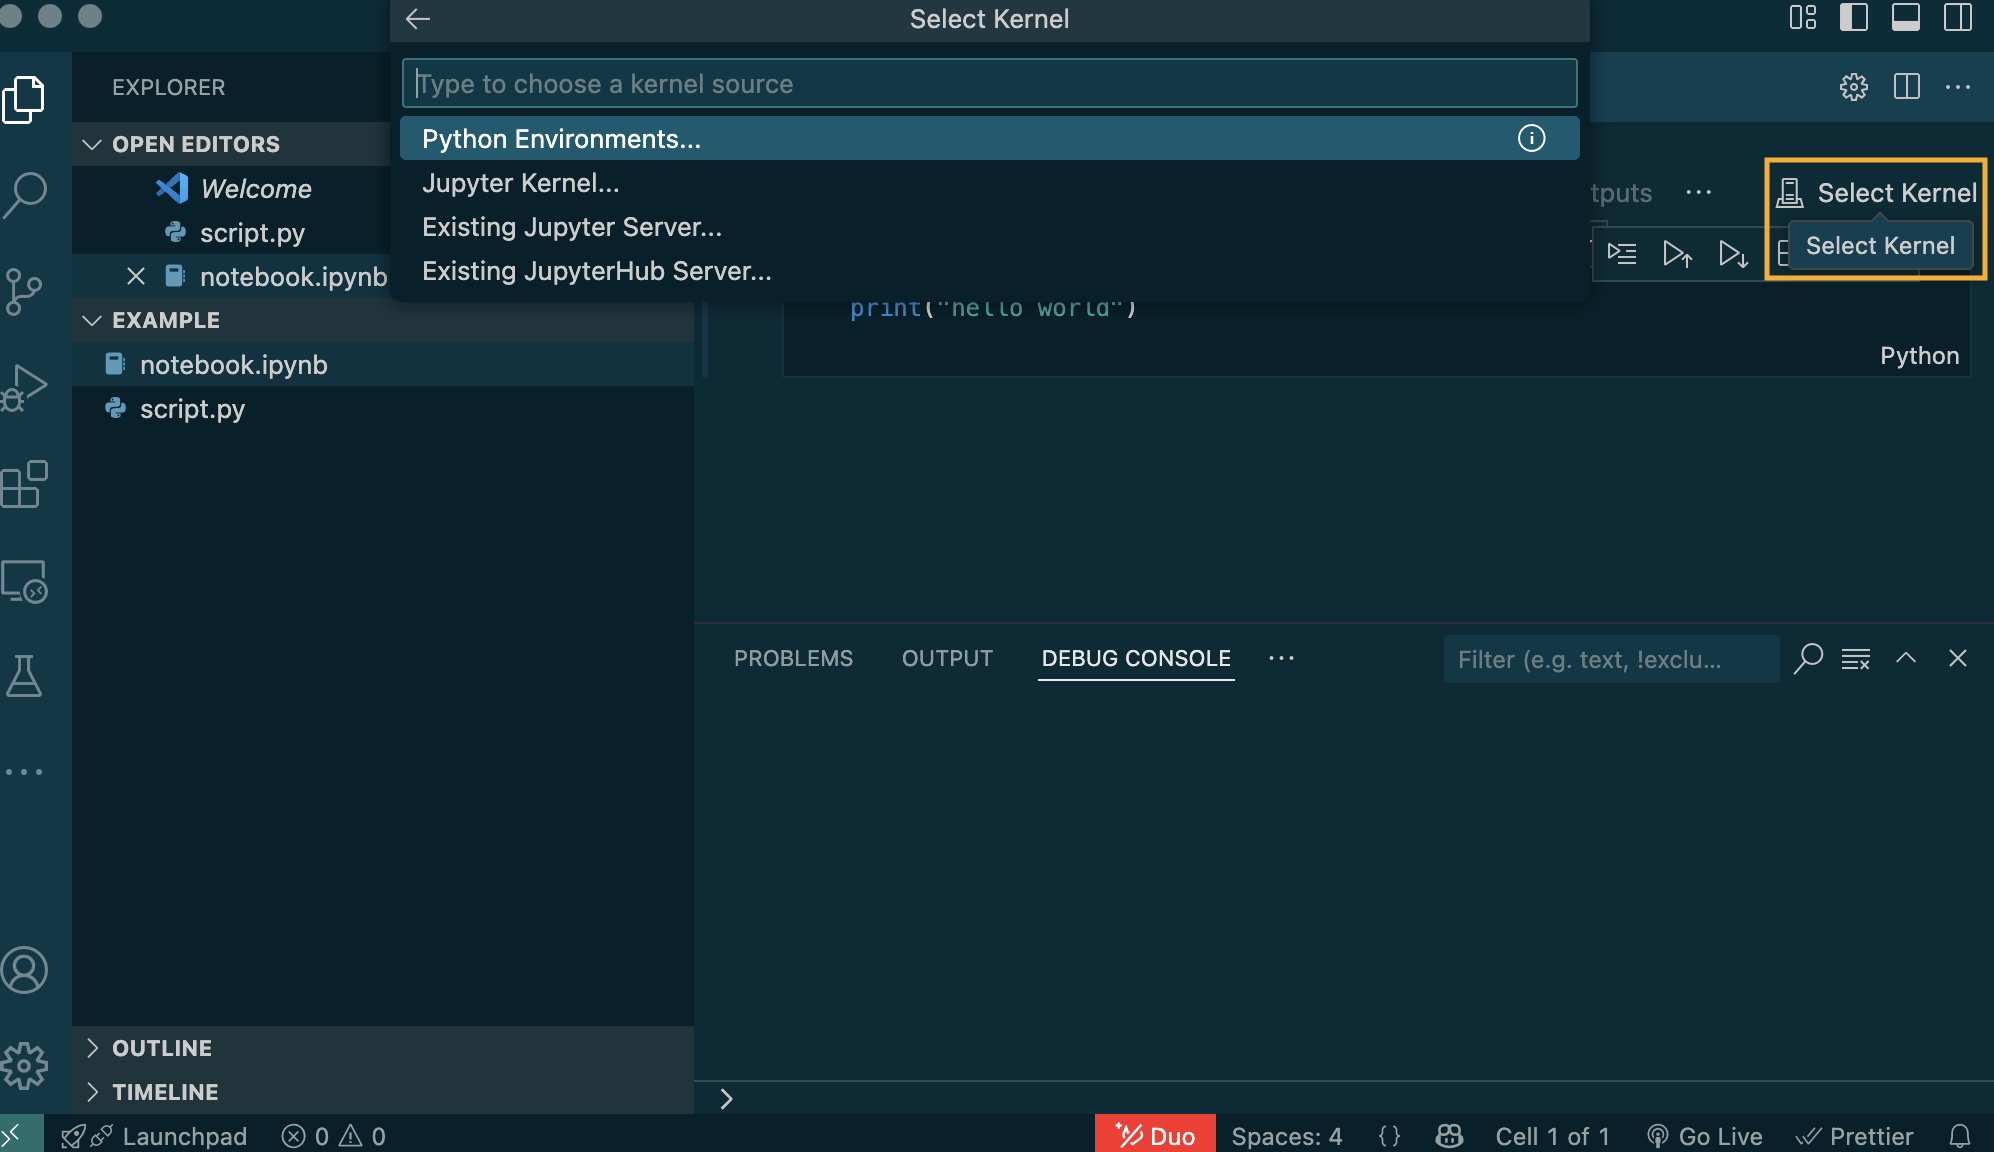 Select Kernel
Type to choose a kernel source
Python Environments...
Jupyter Kernel...
Existing Jupyter Server...
Existing JupyterHub Server...
EXPLORER
OPEN EDITORS
Welcome
script.py
notebook.ipynb
EXAMPLE
notebook.ipynb
script.py
tputs ··· Select Kernel
Select Kernel
print("hello world")
Python
PROBLEMS OUTPUT DEBUG CONSOLE ···
Filter (e.g. text, !exclu...
OUTLINE
TIMELINE
Launchpad 0 0 Duo Spaces: 4 {} Cell 1 of 1 Go Live Prettier